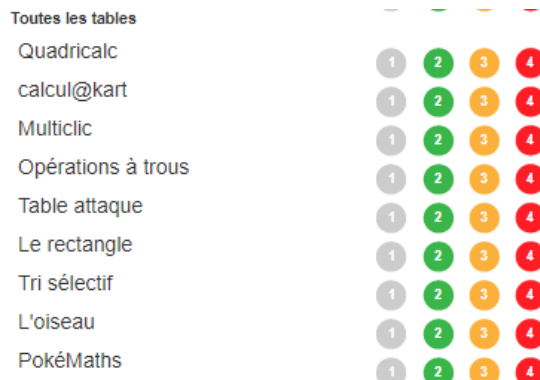 Toutes les tables
Quadricalc 1 2 3 4
calcul@kart 1 2 3 4
Multiclic 1 2 3 4
Opérations à trous 1 2 3 4
Table attaque 1 2 3 4
Le rectangle 1 2 3 4
Tri sélectif 1 2 3 4
L'oiseau 1 2 3 4
PokéMaths 1 2 3 4